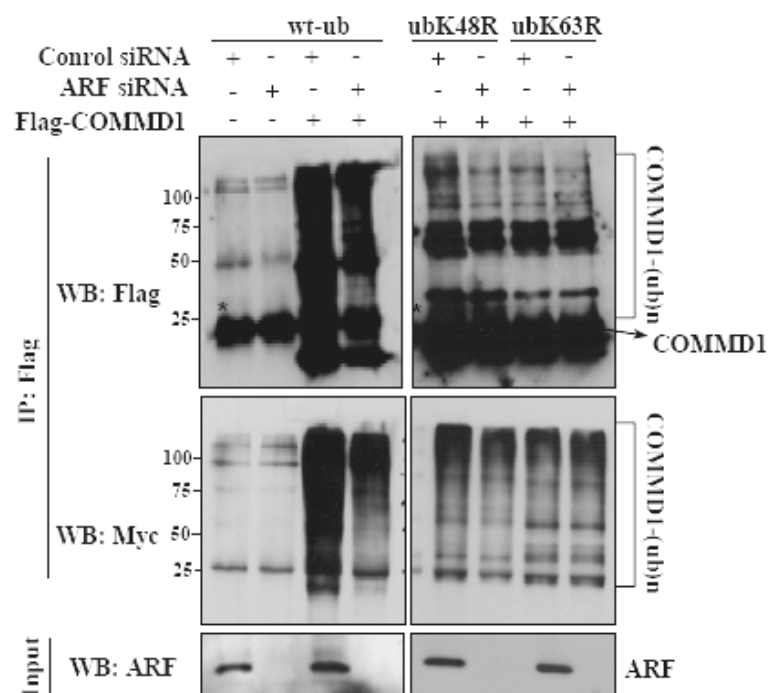 wt-ub ubK48R ubK63R
Conrol siRNA + - + - + - + -
ARF siRNA - + - + - + - +
Flag-COMMD1 - - + + + + + +
IP: Flag
WB: Flag
100
75
50
25
*
*
COMMD1-(ub)n
COMMD1
WB: Myc
100
75
50
25
COMMD1-(ub)n
Input
WB: ARF
ARF